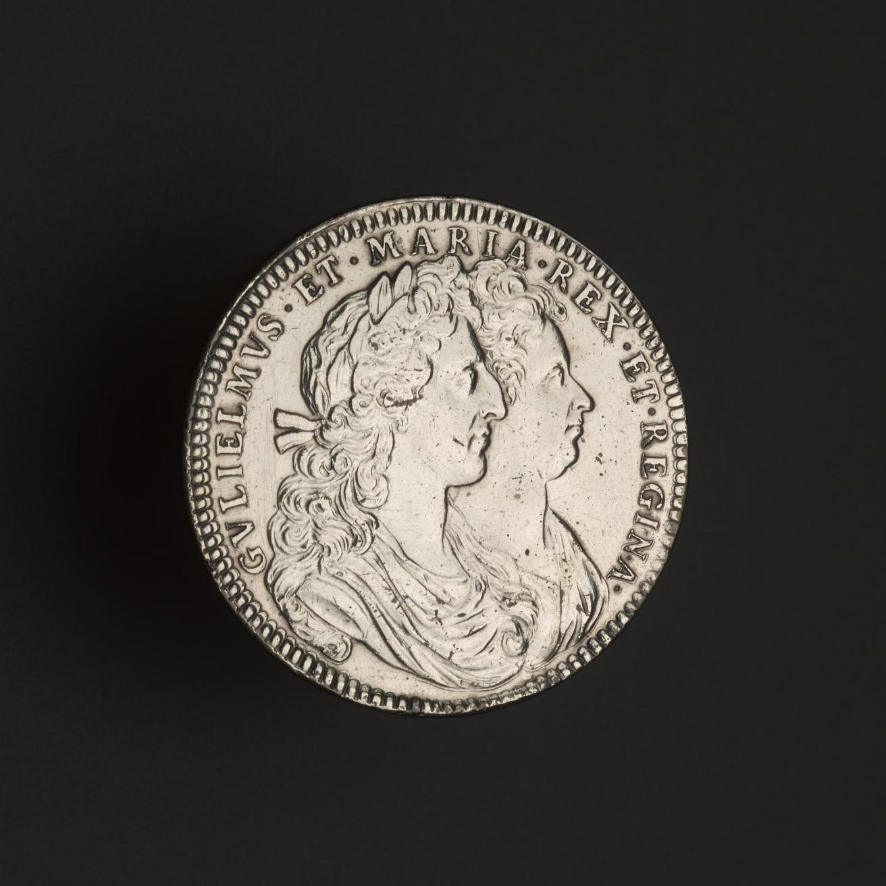 GVLIELMVS · ET · MARIA · REX · ET · REGINA ·